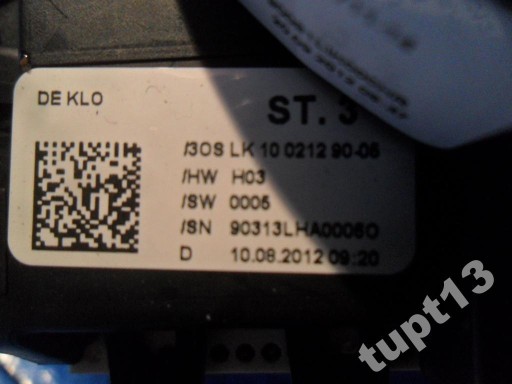 DE KLO
ST. 3
/3OS LK 10 0212 90-06
/HW H03
/SW 0005
/SN 90313LHA00060
D 10.08.2012 09:20
tupt13